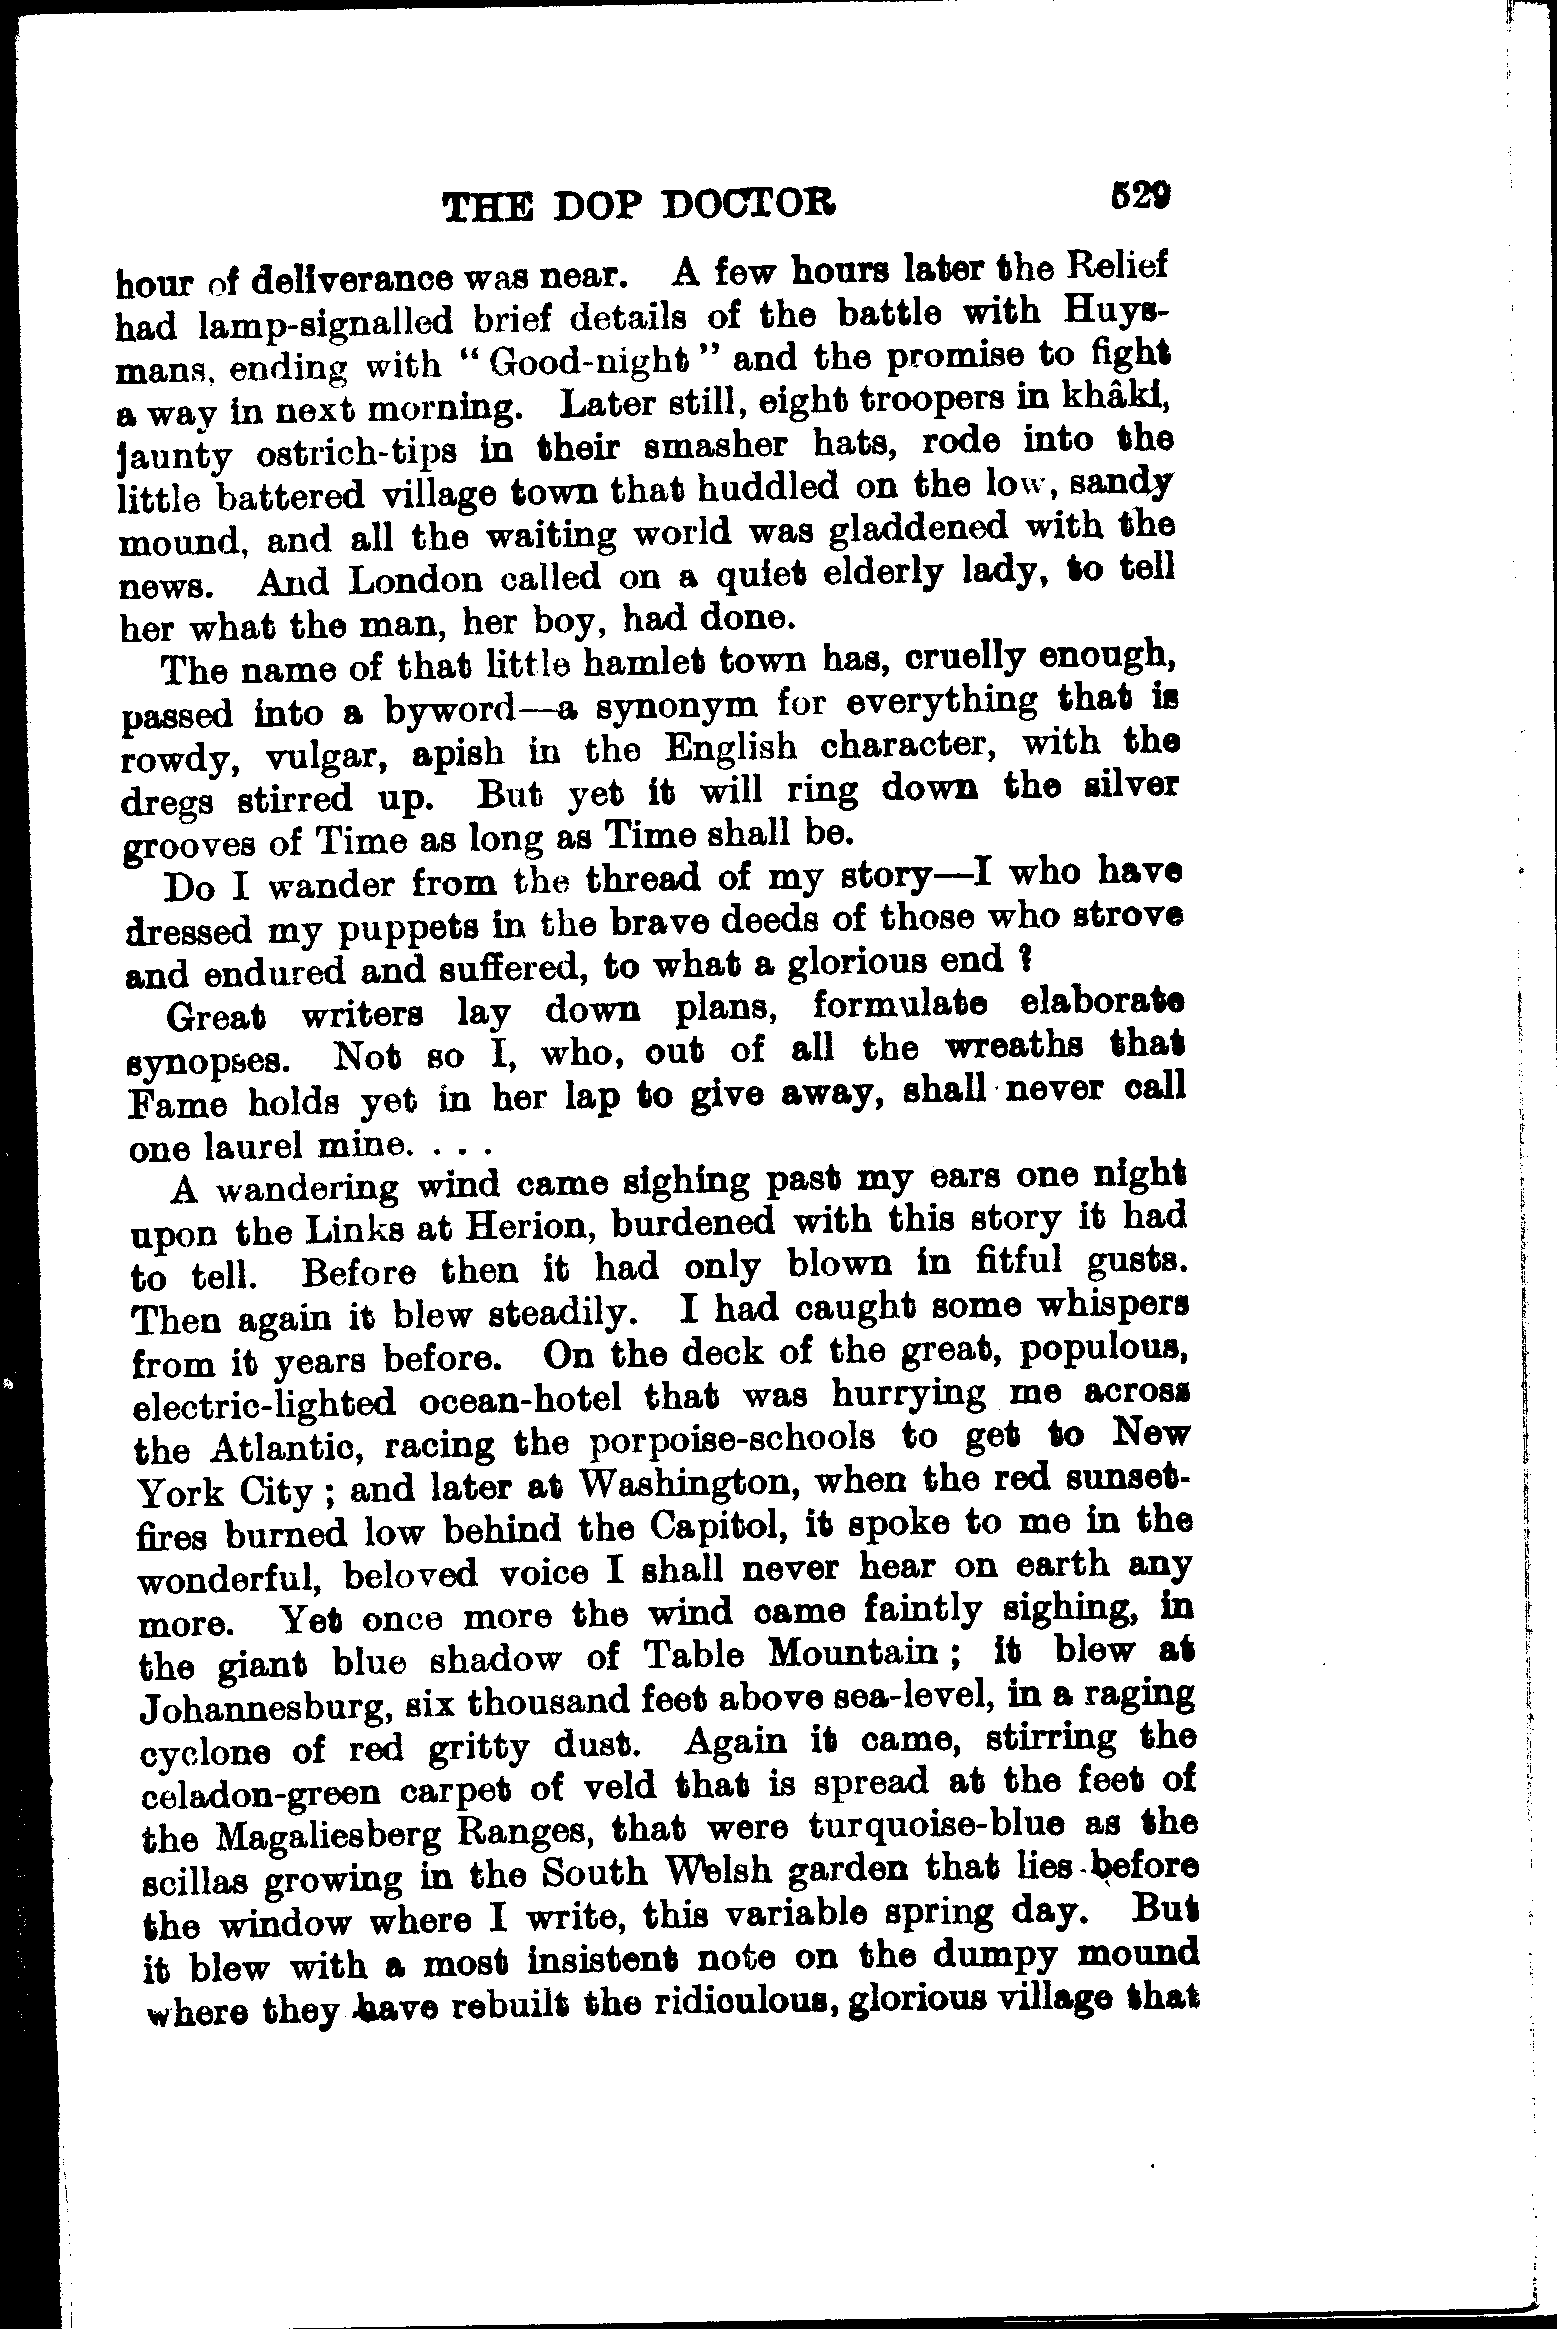 THE DOP DOCTOR 529
hour of deliverance was near. A few hours later the Relief
had lamp-signalled brief details of the battle with Huys-
mans, ending with “Good-night” and the promise to fight
a way in next morning. Later still, eight troopers in khâki,
jaunty ostrich-tips in their smasher hats, rode into the
little battered village town that huddled on the low, sandy
mound, and all the waiting world was gladdened with the
news. And London called on a quiet elderly lady, to tell
her what the man, her boy, had done.
The name of that little hamlet town has, cruelly enough,
passed into a byword—a synonym for everything that is
rowdy, vulgar, apish in the English character, with the
dregs stirred up. But yet it will ring down the silver
grooves of Time as long as Time shall be.
Do I wander from the thread of my story—I who have
dressed my puppets in the brave deeds of those who strove
and endured and suffered, to what a glorious end ?
Great writers lay down plans, formulate elaborate
synopses. Not so I, who, out of all the wreaths that
Fame holds yet in her lap to give away, shall never call
one laurel mine. . . .
A wandering wind came sighing past my ears one night
upon the Links at Herion, burdened with this story it had
to tell. Before then it had only blown in fitful gusts.
Then again it blew steadily. I had caught some whispers
from it years before. On the deck of the great, populous,
electric-lighted ocean-hotel that was hurrying me across
the Atlantic, racing the porpoise-schools to get to New
York City ; and later at Washington, when the red sunset-
fires burned low behind the Capitol, it spoke to me in the
wonderful, beloved voice I shall never hear on earth any
more. Yet once more the wind came faintly sighing, in
the giant blue shadow of Table Mountain ; it blew at
Johannesburg, six thousand feet above sea-level, in a raging
cyclone of red gritty dust. Again it came, stirring the
celadon-green carpet of veld that is spread at the feet of
the Magaliesberg Ranges, that were turquoise-blue as the
scillas growing in the South Welsh garden that lies before
the window where I write, this variable spring day. But
it blew with a most insistent note on the dumpy mound
where they have rebuilt the ridiculous, glorious village that